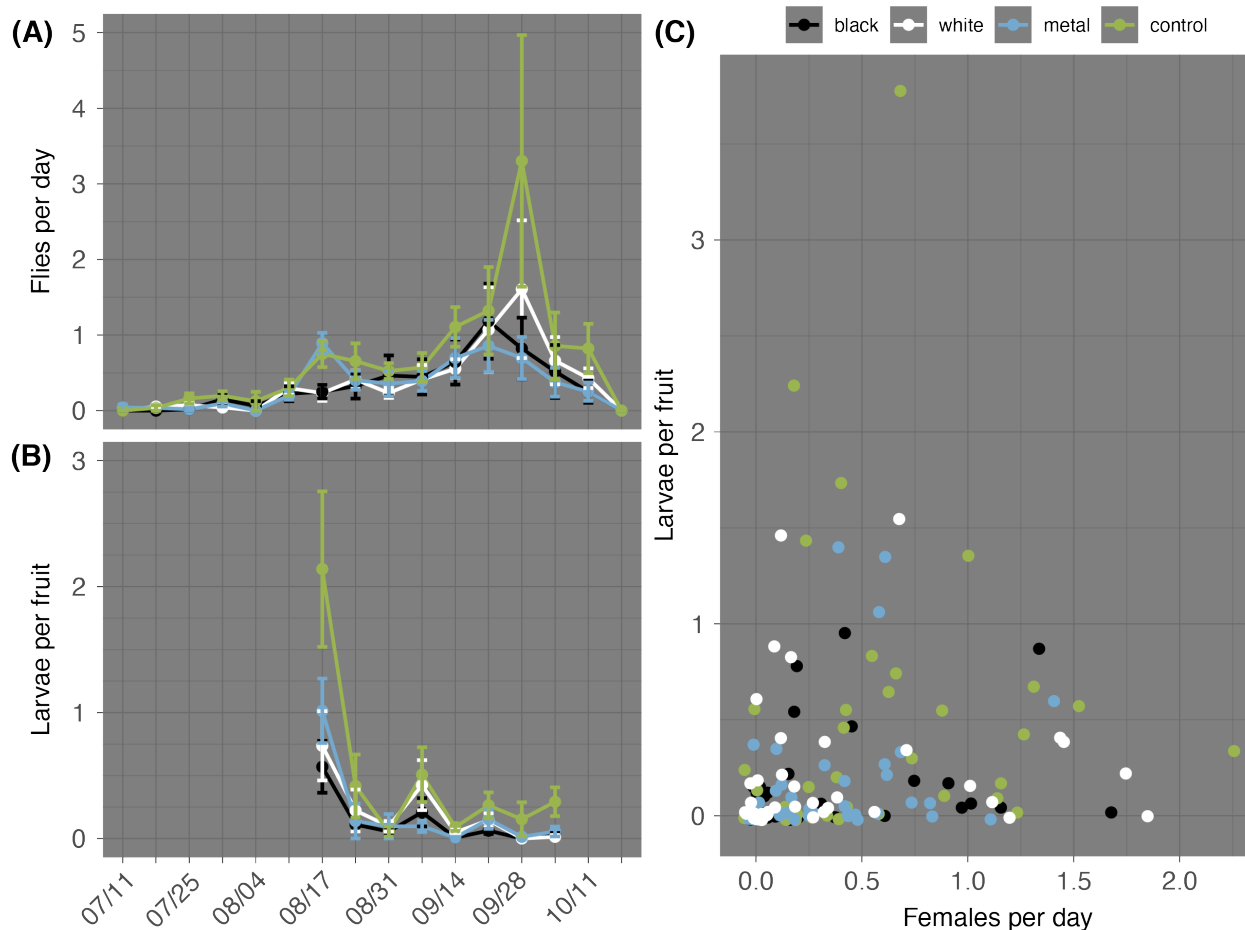 (A)
5
4
3
2
1
0
Flies per day
(B)
3
2
1
0
Larvae per fruit
07/11
07/25
08/04
08/17
08/31
09/14
09/28
10/11
(C)
black
white
metal
control
3
2
1
0
Larvae per fruit
0.0
0.5
1.0
1.5
2.0
Females per day